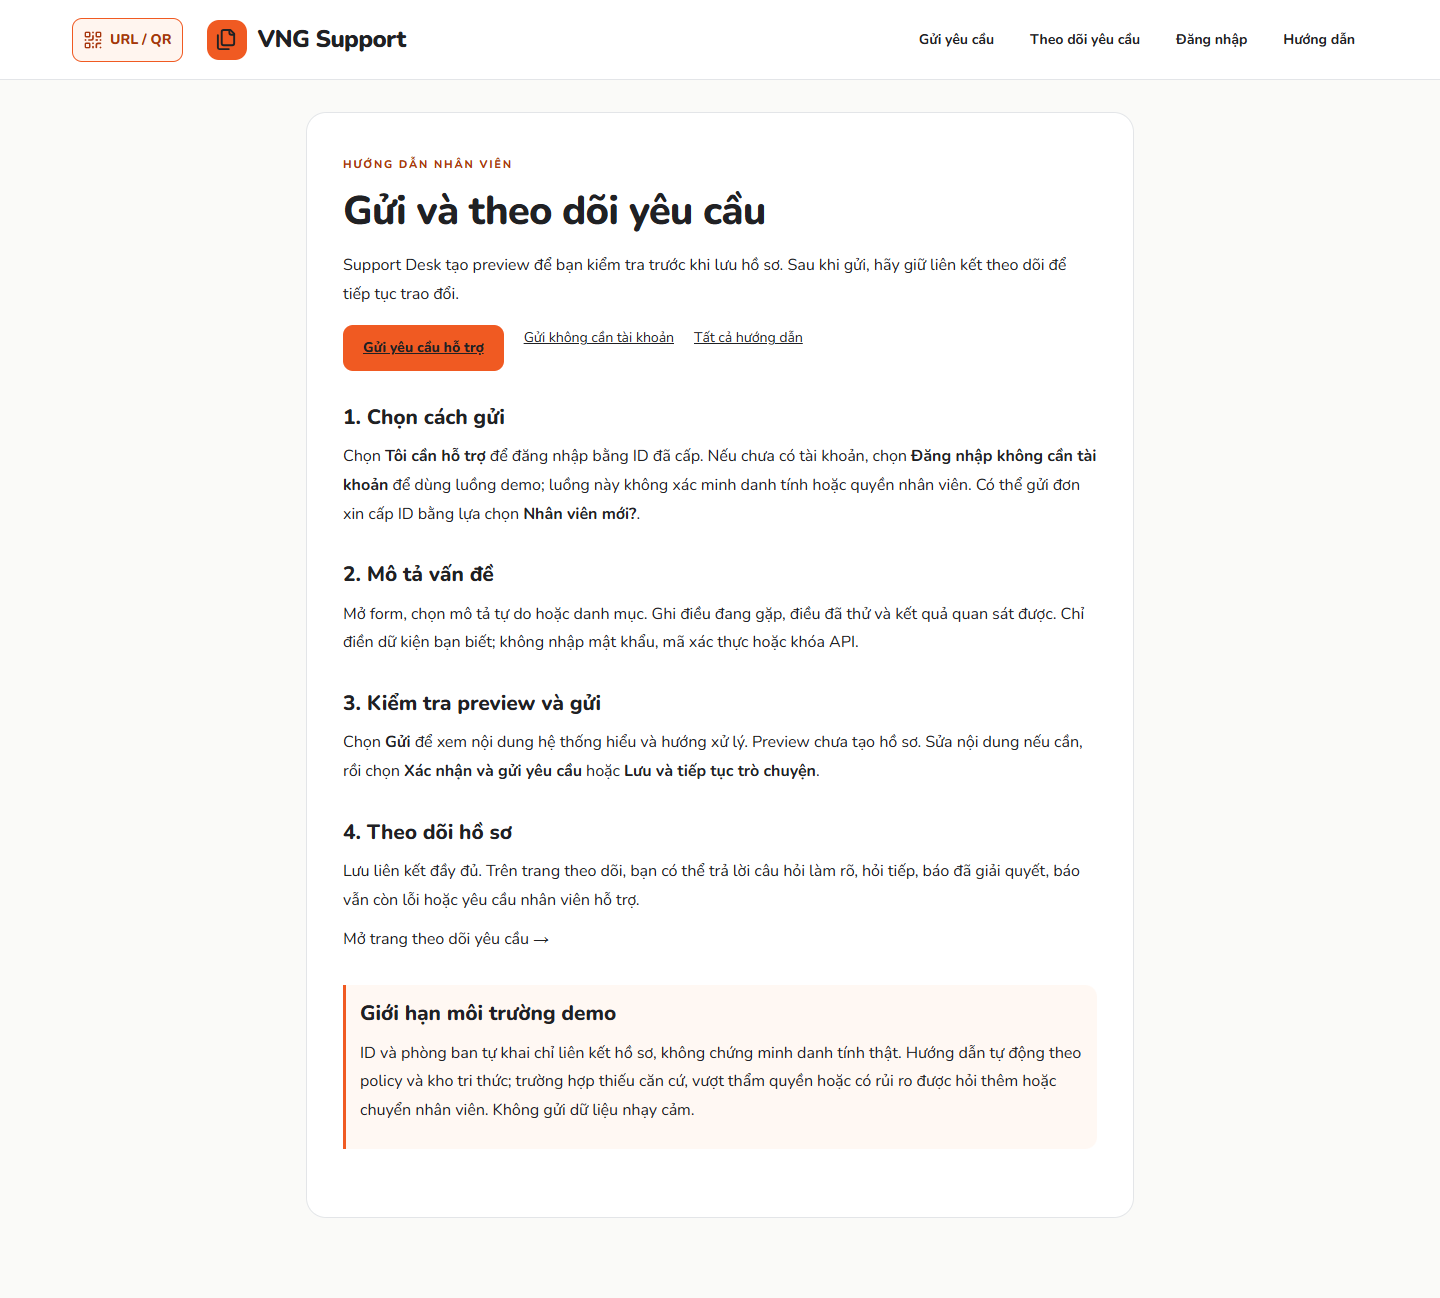 URL / QR
VNG Support
Gửi yêu cầu
Theo dõi yêu cầu
Đăng nhập
Hướng dẫn
HƯỚNG DẪN NHÂN VIÊN
Gửi và theo dõi yêu cầu
Support Desk tạo preview để bạn kiểm tra trước khi lưu hồ sơ. Sau khi gửi, hãy giữ liên kết theo dõi để
tiếp tục trao đổi.
Gửi yêu cầu hỗ trợ
Gửi không cần tài khoản
Tất cả hướng dẫn
1. Chọn cách gửi
Chọn Tôi cần hỗ trợ để đăng nhập bằng ID đã cấp. Nếu chưa có tài khoản, chọn Đăng nhập không cần tài
khoản để dùng luồng demo; luồng này không xác minh danh tính hoặc quyền nhân viên. Có thể gửi đơn
xin cấp ID bằng lựa chọn Nhân viên mới?.
2. Mô tả vấn đề
Mở form, chọn mô tả tự do hoặc danh mục. Ghi điều đang gặp, điều đã thử và kết quả quan sát được. Chỉ
điền dữ kiện bạn biết; không nhập mật khẩu, mã xác thực hoặc khóa API.
3. Kiểm tra preview và gửi
Chọn Gửi để xem nội dung hệ thống hiểu và hướng xử lý. Preview chưa tạo hồ sơ. Sửa nội dung nếu cần,
rồi chọn Xác nhận và gửi yêu cầu hoặc Lưu và tiếp tục trò chuyện.
4. Theo dõi hồ sơ
Lưu liên kết đầy đủ. Trên trang theo dõi, bạn có thể trả lời câu hỏi làm rõ, hỏi tiếp, báo đã giải quyết, báo
vẫn còn lỗi hoặc yêu cầu nhân viên hỗ trợ.
Mở trang theo dõi yêu cầu →
Giới hạn môi trường demo
ID và phòng ban tự khai chỉ liên kết hồ sơ, không chứng minh danh tính thật. Hướng dẫn tự động theo
policy và kho tri thức; trường hợp thiếu căn cứ, vượt thẩm quyền hoặc có rủi ro được hỏi thêm hoặc
chuyển nhân viên. Không gửi dữ liệu nhạy cảm.